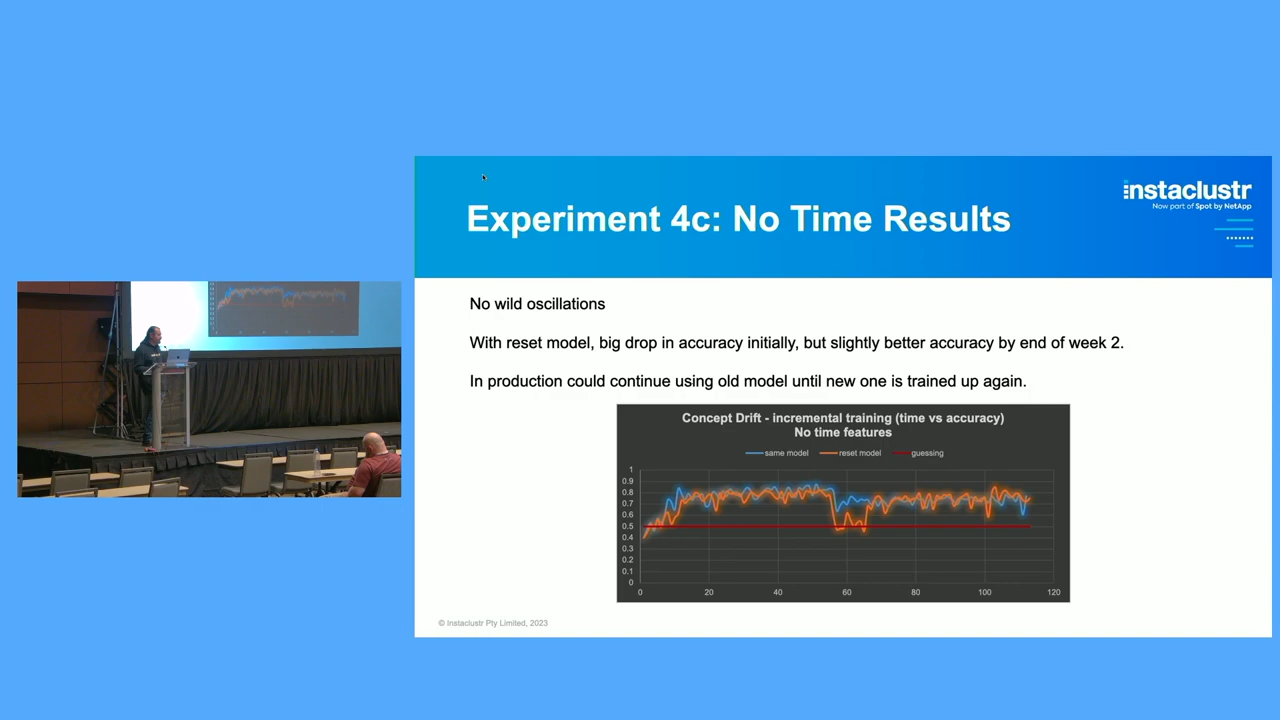 instaclustr
Now part of Spot by NetApp
Experiment 4c: No Time Results
No wild oscillations
With reset model, big drop in accuracy initially, but slightly better accuracy by end of week 2.
In production could continue using old model until new one is trained up again.
Concept Drift - incremental training (time vs accuracy)
No time features
same model reset model guessing
1
0.9
0.8
0.7
0.6
0.5
0.4
0.3
0.2
0.1
0
0 20 40 60 80 100 120
© Instaclustr Pty Limited, 2023